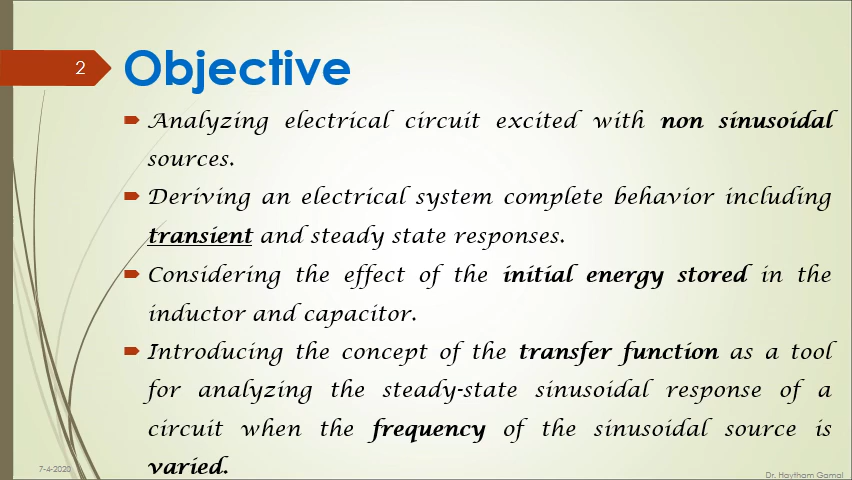 2
Objective
Analyzing electrical circuit excited with non sinusoidal
sources.
Deriving an electrical system complete behavior including
transient and steady state responses.
Considering the effect of the initial energy stored in the
inductor and capacitor.
Introducing the concept of the transfer function as a tool
for analyzing the steady-state sinusoidal response of a
circuit when the frequency of the sinusoidal source is
varied.
7-4-2020
Dr. Haytham Gamal